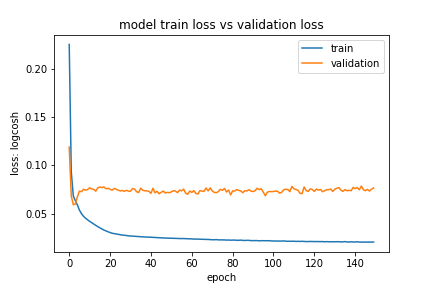 model train loss vs validation loss
train
validation
loss: logcosh
0.20
0.15
0.10
0.05
0 20 40 60 80 100 120 140
epoch